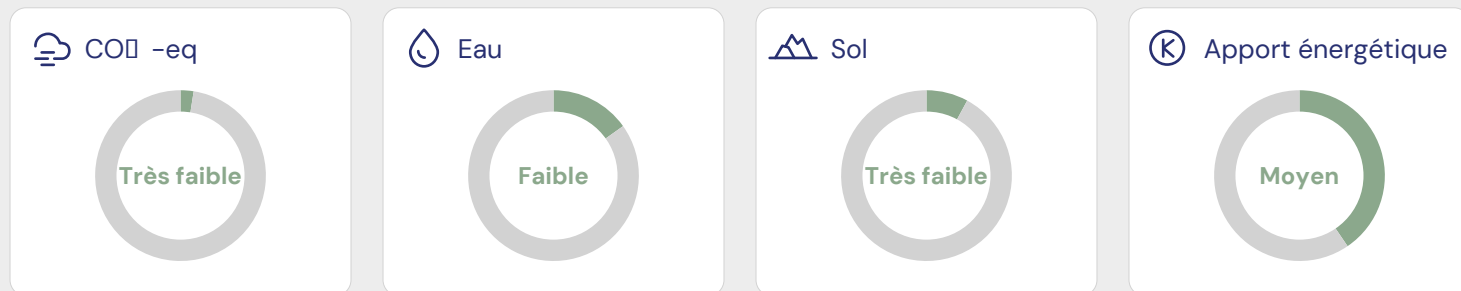 CO▯ -eq
Très faible
Eau
Faible
Sol
Très faible
Apport énergétique
Moyen